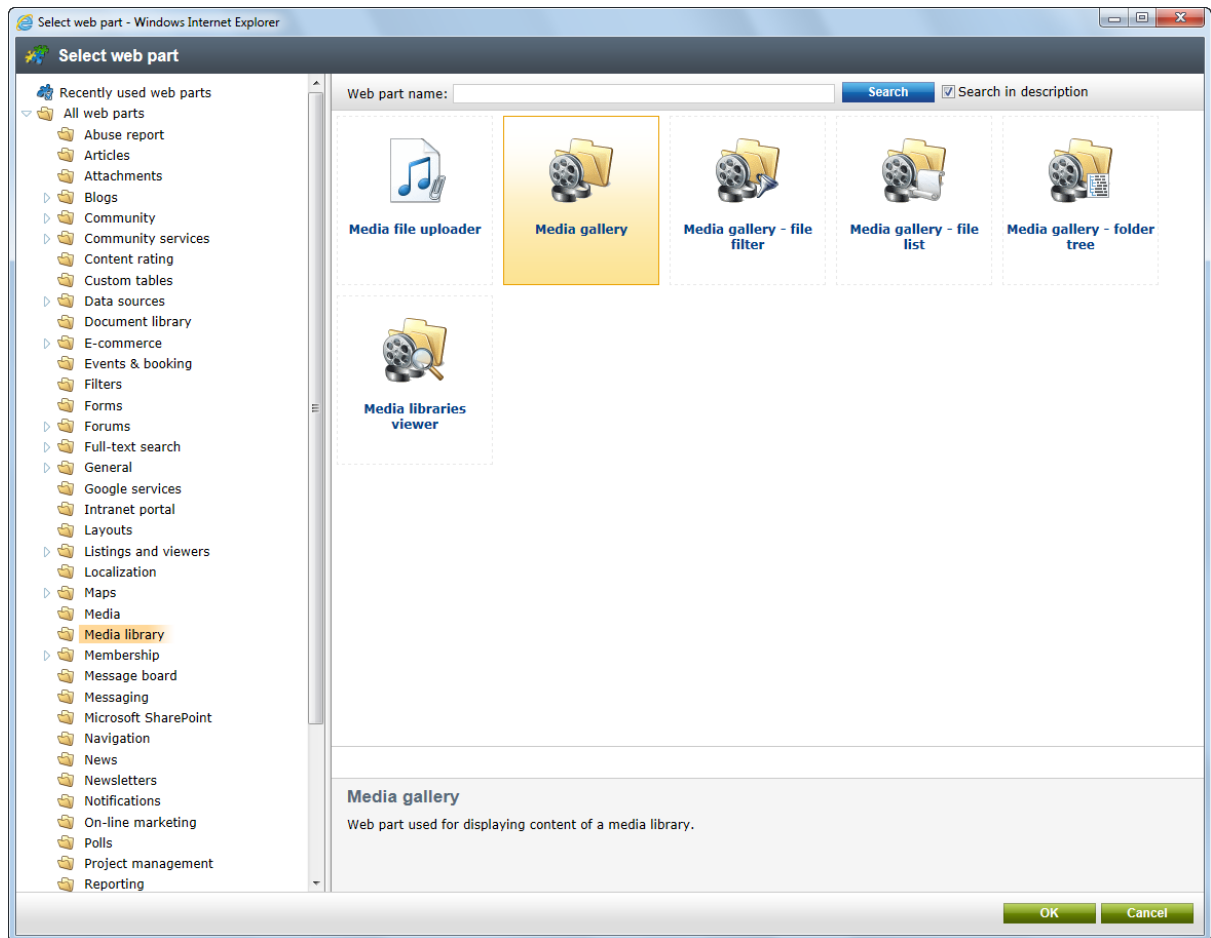 Select web part - Windows Internet Explorer
Select web part
Recently used web parts
All web parts
Abuse report
Articles
Attachments
Blogs
Community
Community services
Content rating
Custom tables
Data sources
Document library
E-commerce
Events & booking
Filters
Forms
Forums
Full-text search
General
Google services
Intranet portal
Layouts
Listings and viewers
Localization
Maps
Media
Media library
Membership
Message board
Messaging
Microsoft SharePoint
Navigation
News
Newsletters
Notifications
On-line marketing
Polls
Project management
Reporting
Web part name:
Search
Search in description
Media file uploader
Media gallery
Media gallery - file
filter
Media gallery - file
list
Media gallery - folder
tree
Media libraries
viewer
Media gallery
Web part used for displaying content of a media library.
OK
Cancel